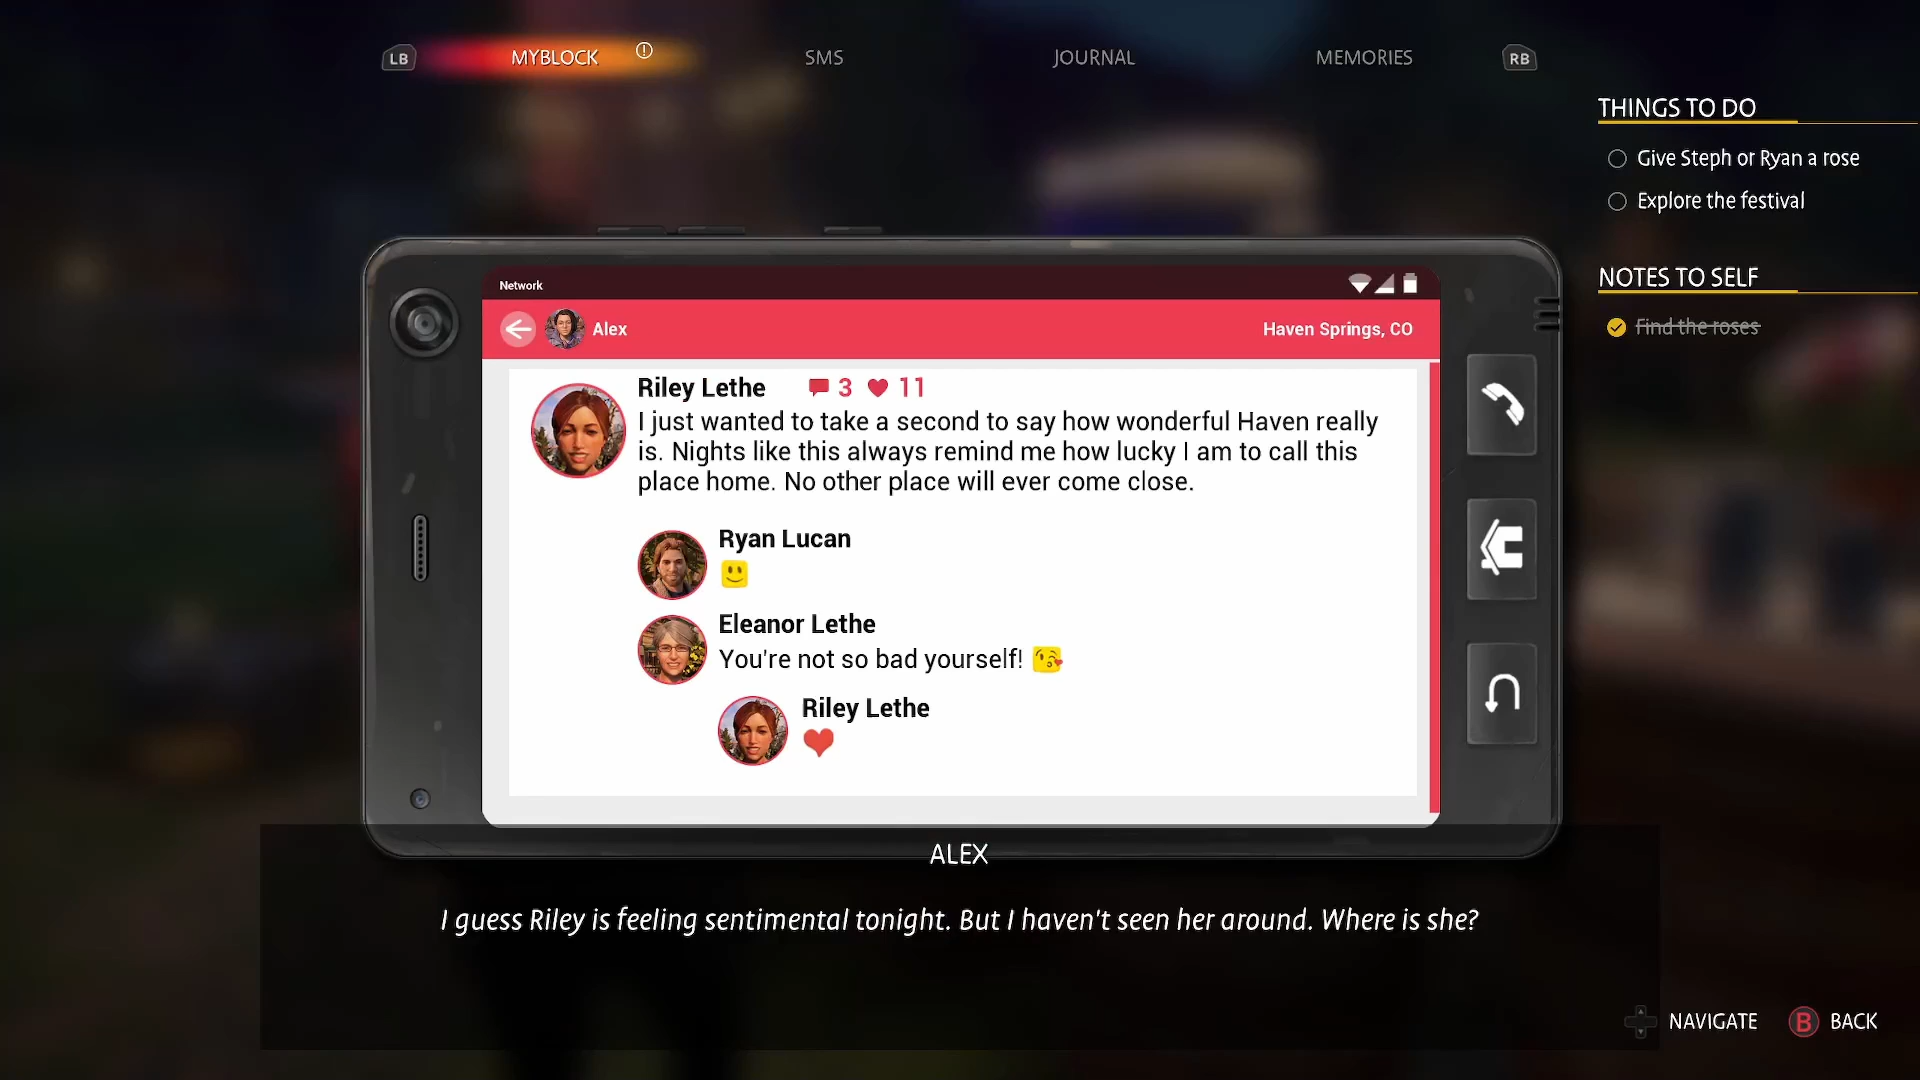 LB
MYBLOCK
SMS
JOURNAL
MEMORIES
RB
THINGS TO DO
Give Steph or Ryan a rose
Explore the festival
NOTES TO SELF
Find the roses
Network
Alex
Haven Springs, CO
Riley Lethe 3 11
I just wanted to take a second to say how wonderful Haven really
is. Nights like this always remind me how lucky I am to call this
place home. No other place will ever come close.
Ryan Lucan
Eleanor Lethe
You're not so bad yourself!
Riley Lethe
ALEX
I guess Riley is feeling sentimental tonight. But I haven't seen her around. Where is she?
NAVIGATE
B BACK